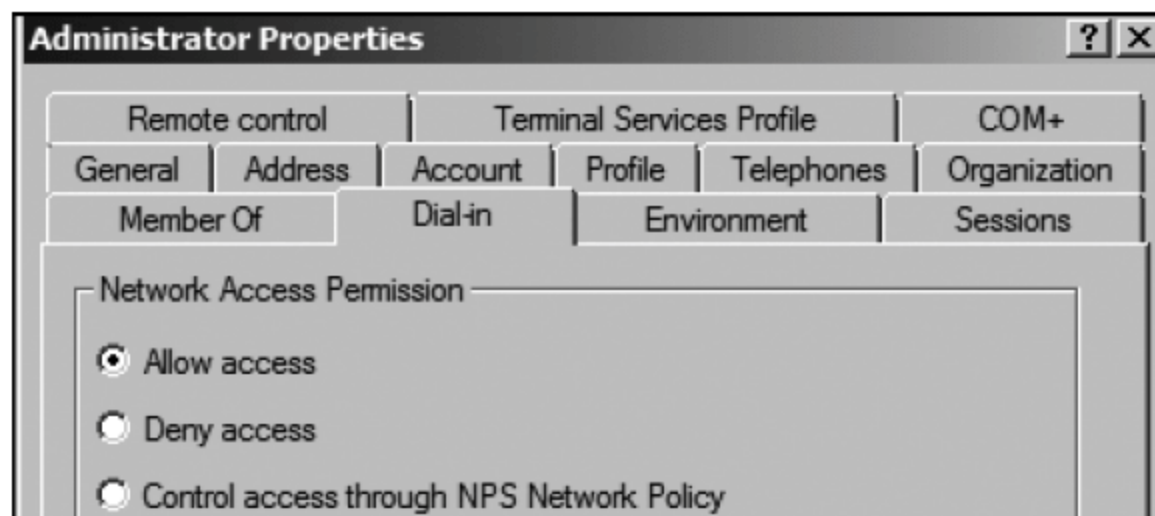 Administrator Properties
Remote control Terminal Services Profile COM+
General Address Account Profile Telephones Organization
Member Of Dial-in Environment Sessions
Network Access Permission
Allow access
Deny access
Control access through NPS Network Policy